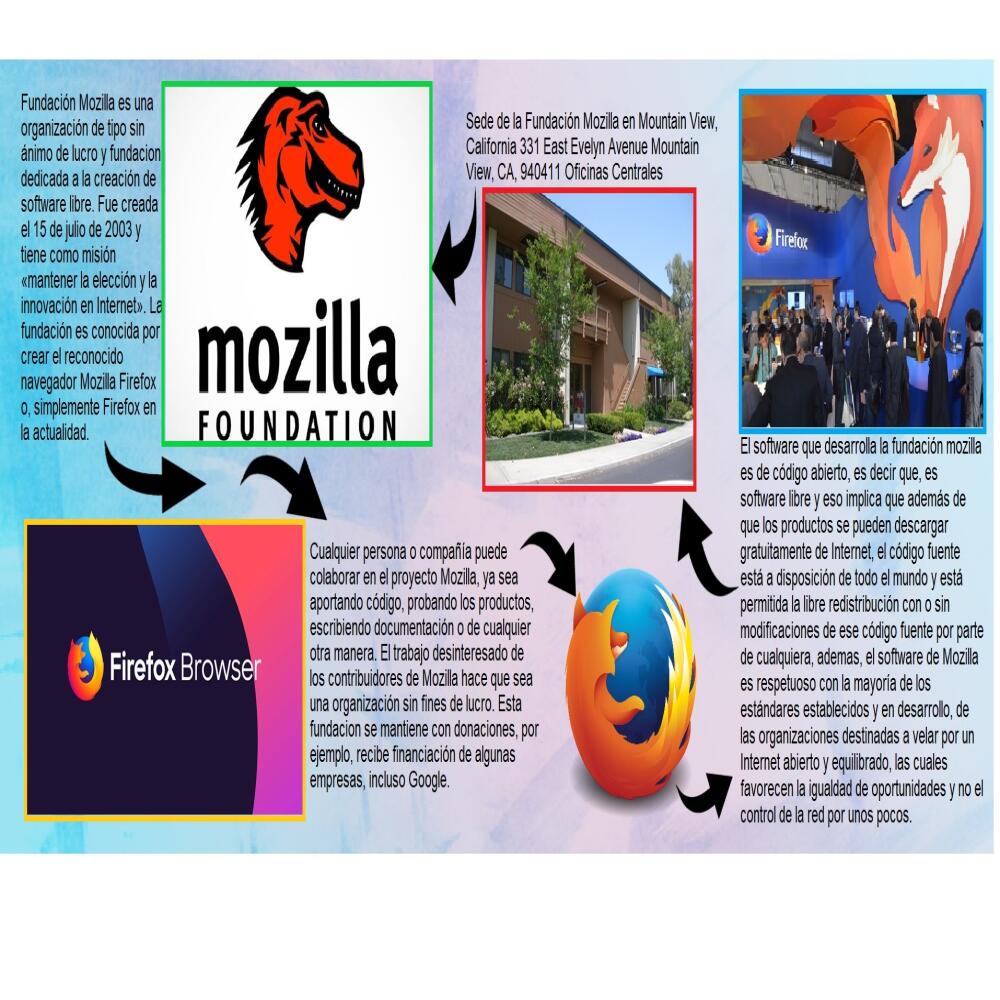 Fundación Mozilla es una
organización de tipo sin
ánimo de lucro y fundacion
dedicada a la creación de
software libre. Fue creada
el 15 de julio de 2003 y
tiene como misión
«mantener la elección y la
innovación en Internet». La
fundación es conocida por
crear el reconocido
navegador Mozilla Firefox
o, simplemente Firefox en
la actualidad.
mozilla
FOUNDATION
Sede de la Fundación Mozilla en Mountain View,
California 331 East Evelyn Avenue Mountain
View, CA, 940411 Oficinas Centrales
Firefox
Firefox Browser
Cualquier persona o compañía puede
colaborar en el proyecto Mozilla, ya sea
aportando código, probando los productos,
escribiendo documentación o de cualquier
otra manera. El trabajo desinteresado de
los contribuidores de Mozilla hace que sea
una organización sin fines de lucro. Esta
fundacion se mantiene con donaciones, por
ejemplo, recibe financiación de algunas
empresas, incluso Google.
El software que desarrolla la fundación mozilla
es de código abierto, es decir que, es
software libre y eso implica que además de
que los productos se pueden descargar
gratuitamente de Internet, el código fuente
está a disposición de todo el mundo y está
permitida la libre redistribución con o sin
modificaciones de ese código fuente por parte
de cualquiera, ademas, el software de Mozilla
es respetuoso con la mayoría de los
estándares establecidos y en desarrollo, de
las organizaciones destinadas a velar por un
Internet abierto y equilibrado, las cuales
favorecen la igualdad de oportunidades y no el
control de la red por unos pocos.